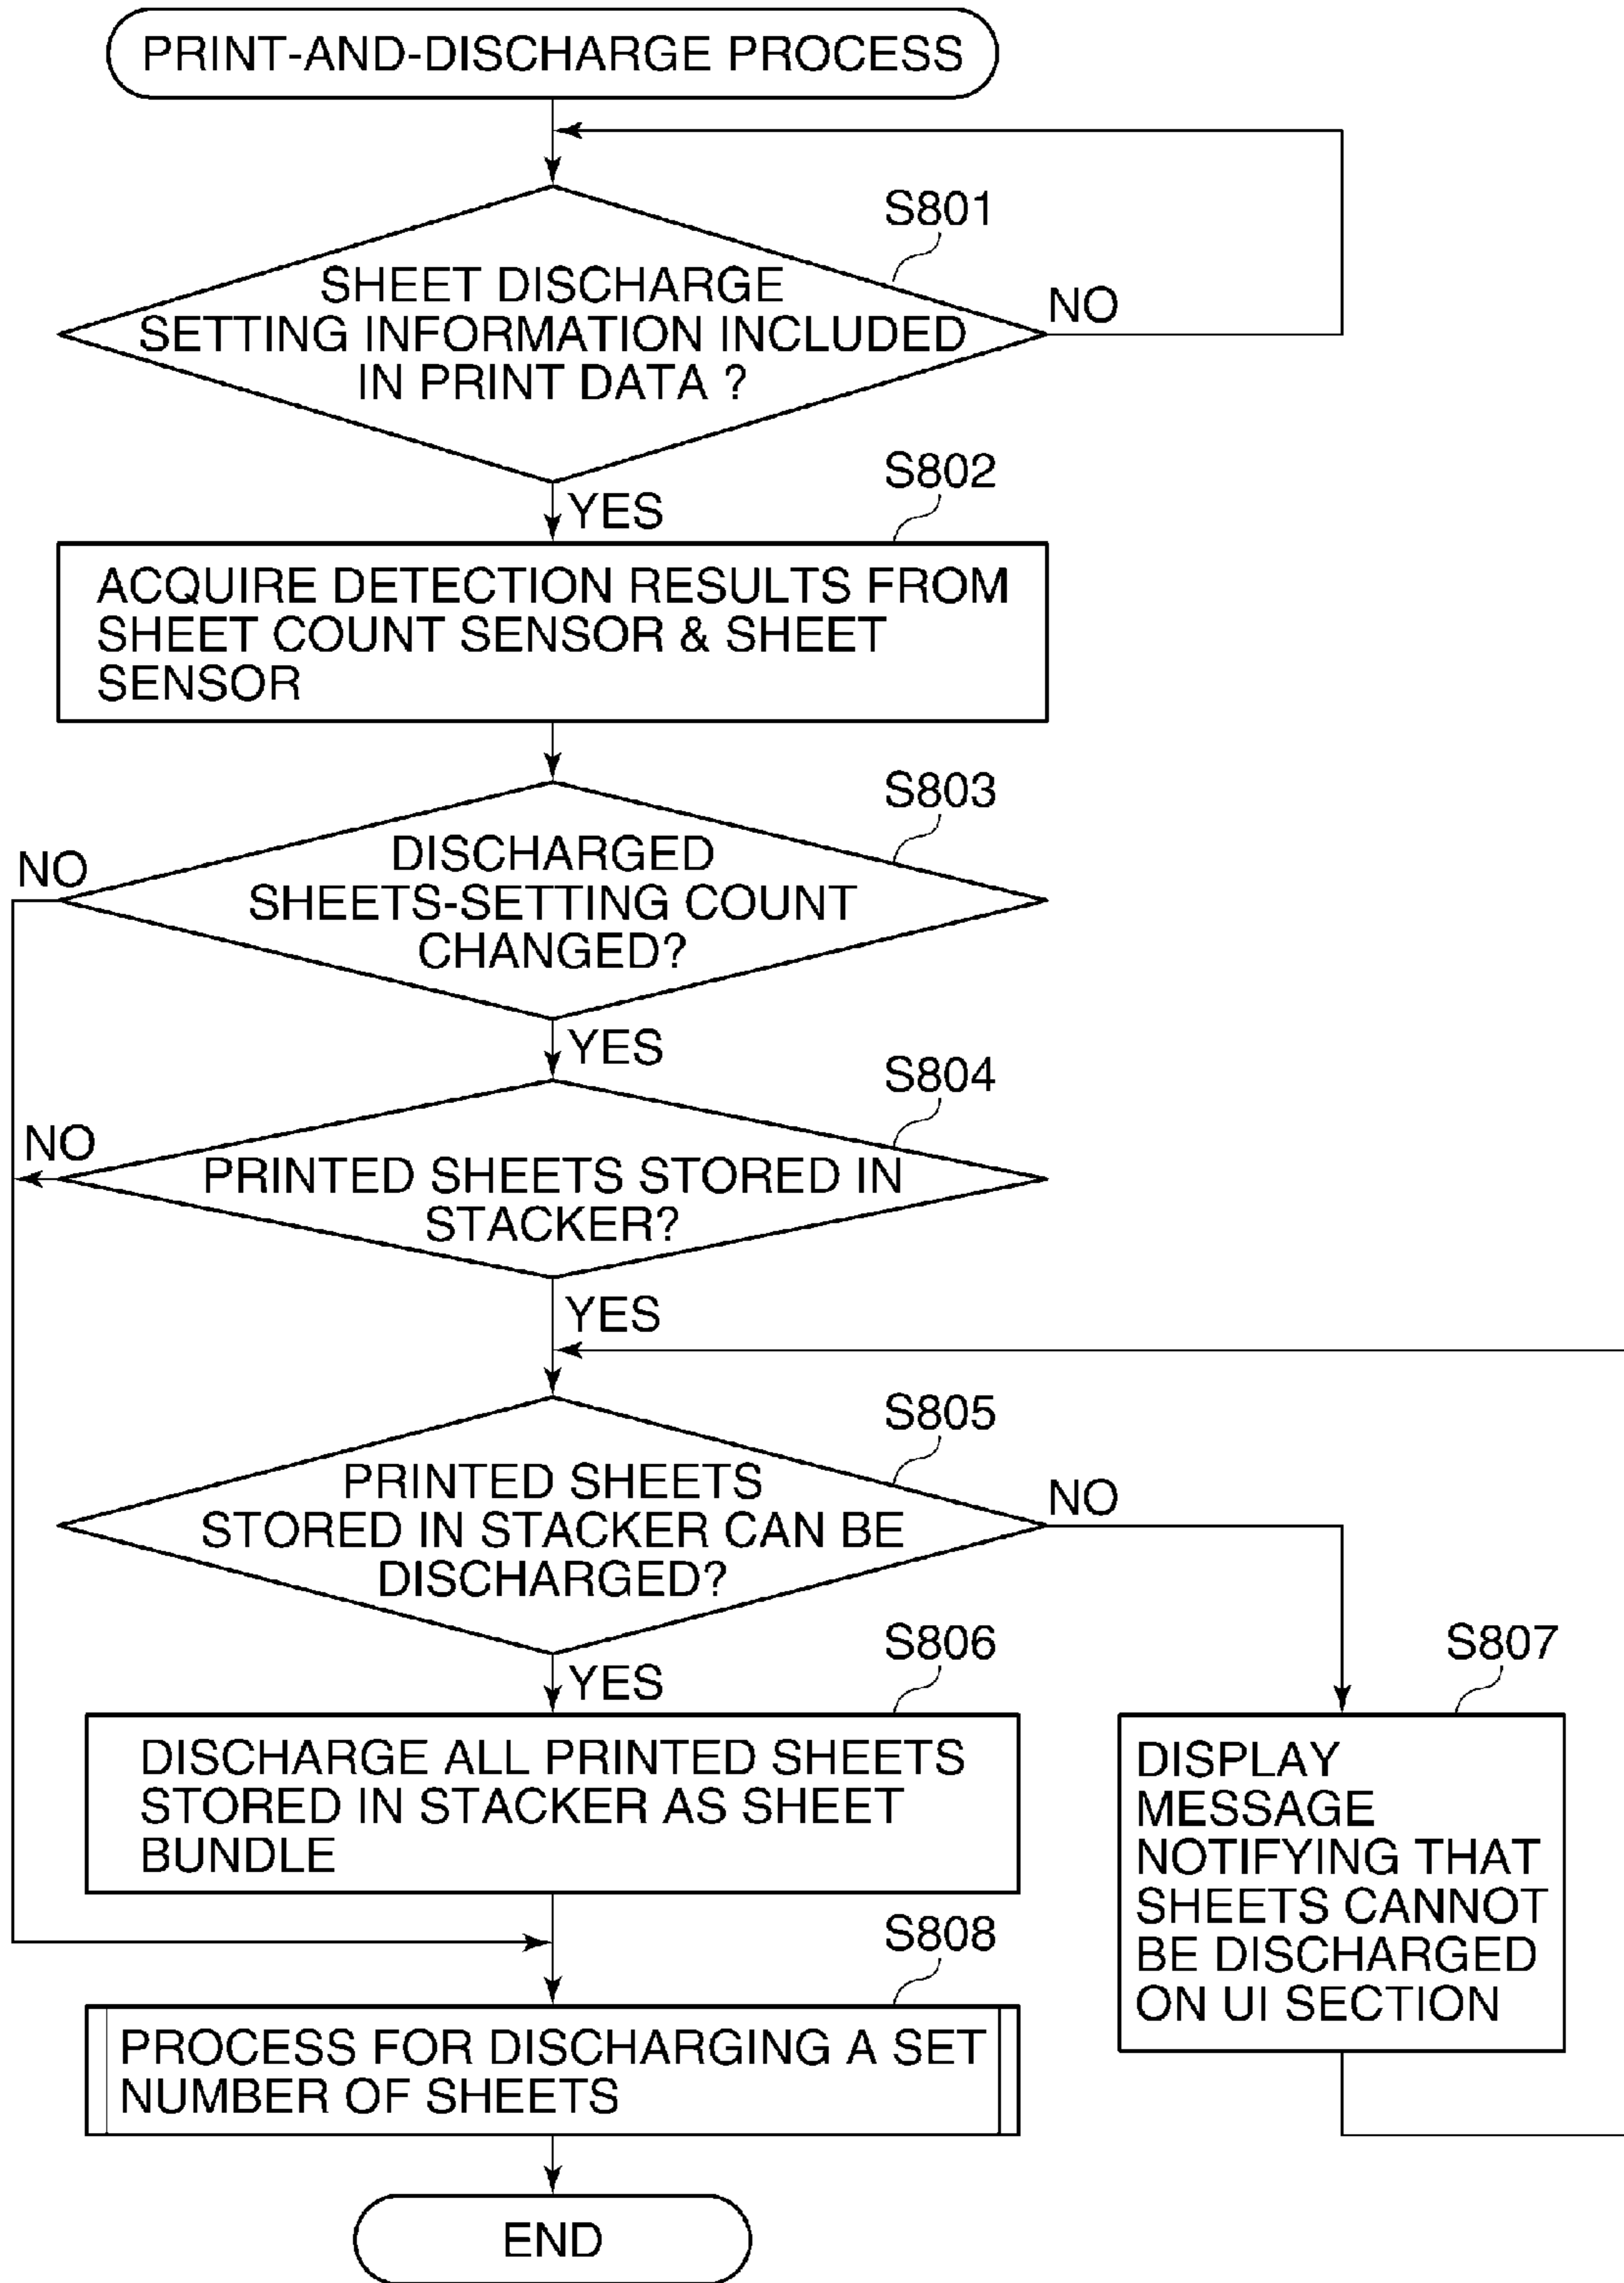 PRINT-AND-DISCHARGE PROCESS
S801
SHEET DISCHARGE
SETTING INFORMATION INCLUDED
IN PRINT DATA ?
NO
YES
S802
ACQUIRE DETECTION RESULTS FROM
SHEET COUNT SENSOR & SHEET
SENSOR
S803
NO
DISCHARGED
SHEETS-SETTING COUNT
CHANGED?
YES
S804
NO
PRINTED SHEETS STORED IN
STACKER?
YES
S805
PRINTED SHEETS
STORED IN STACKER CAN BE
DISCHARGED?
NO
YES
S806
DISCHARGE ALL PRINTED SHEETS
STORED IN STACKER AS SHEET
BUNDLE
S807
DISPLAY
MESSAGE
NOTIFYING THAT
SHEETS CANNOT
BE DISCHARGED
ON UI SECTION
S808
PROCESS FOR DISCHARGING A SET
NUMBER OF SHEETS
END